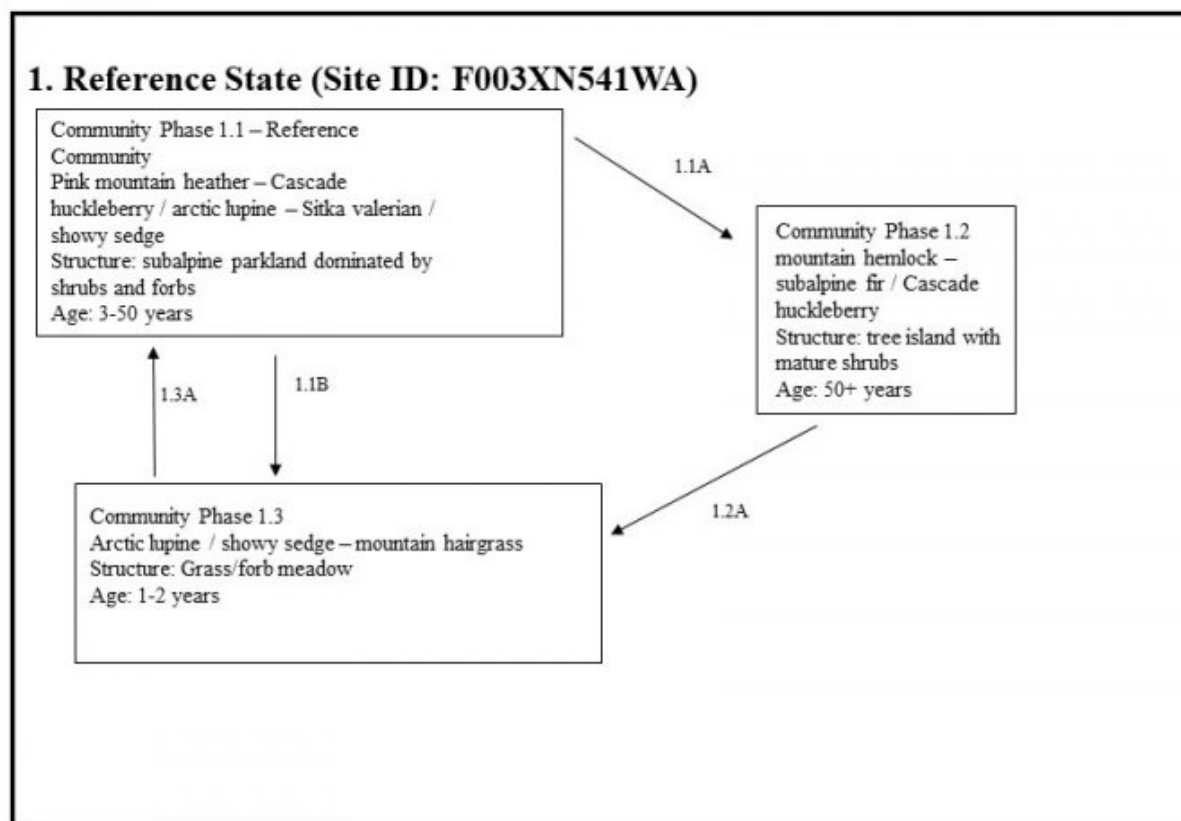 1. Reference State (Site ID: F003XN541WA)
Community Phase 1.1 – Reference
Community
Pink mountain heather – Cascade
huckleberry / arctic lupine – Sitka valerian /
showy sedge
Structure: subalpine parkland dominated by
shrubs and forbs
Age: 3-50 years
1.1A
Community Phase 1.2
mountain hemlock –
subalpine fir / Cascade
huckleberry
Structure: tree island with
mature shrubs
Age: 50+ years
1.3A
1.1B
1.2A
Community Phase 1.3
Arctic lupine / showy sedge – mountain hairgrass
Structure: Grass/forb meadow
Age: 1-2 years